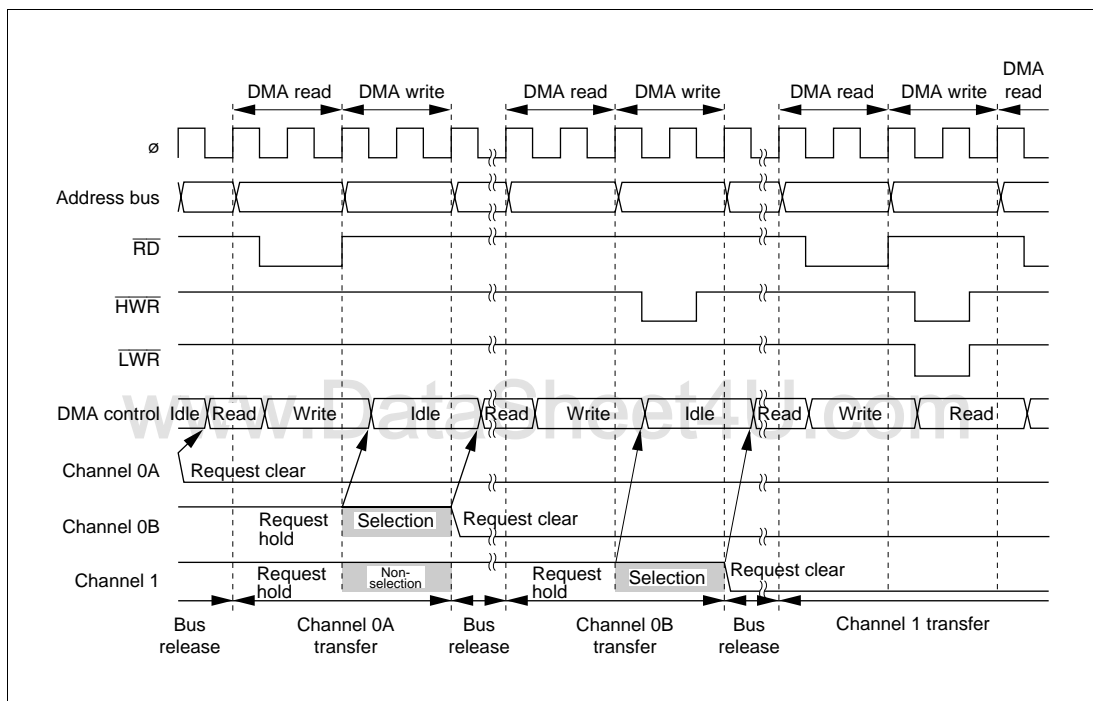 DMA
DMA read DMA write DMA read DMA write DMA read DMA write read
ø
Address bus
RD
HWR
LWR
www.DataSheet4U.com
DMA control Idle Read Write Idle Read Write Idle Read Write Read
Channel 0A Request clear
Channel 0B Request hold Selection Request clear
Channel 1 Request hold Non-selection Request hold Selection Request clear
Bus release Channel 0A transfer Bus release Channel 0B transfer Bus release Channel 1 transfer